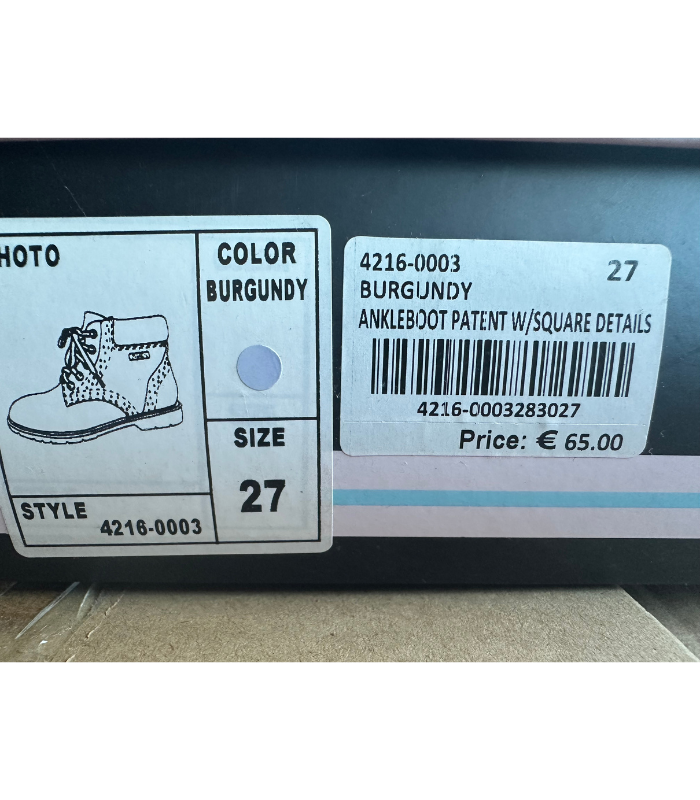 HOTO
COLOR
BURGUNDY
SIZE
27
STYLE
4216-0003
4216-0003
27
BURGUNDY
ANKLEBOOT PATENT W/SQUARE DETAILS
4216-0003283027
Price: € 65.00